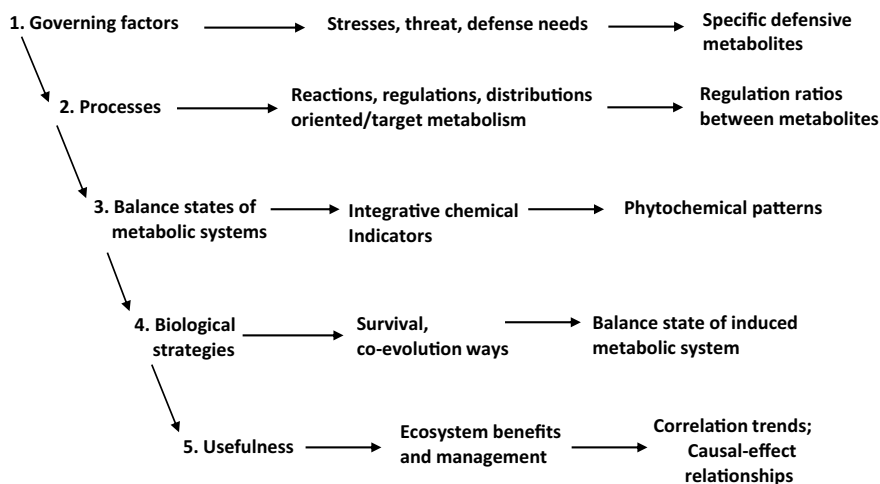 1. Governing factors
Stresses, threat, defense needs
Specific defensive
metabolites
2. Processes
Reactions, regulations, distributions
oriented/target metabolism
Regulation ratios
between metabolites
3. Balance states of
metabolic systems
Integrative chemical
Indicators
Phytochemical patterns
4. Biological
strategies
Survival,
co-evolution ways
Balance state of induced
metabolic system
5. Usefulness
Ecosystem benefits
and management
Correlation trends;
Causal-effect
relationships